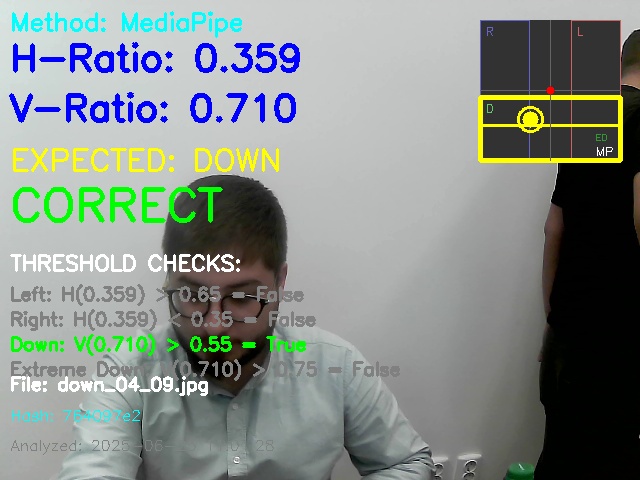 Method: MediaPipe
H-Ratio: 0.359
V-Ratio: 0.710
EXPECTED: DOWN
CORRECT
THRESHOLD CHECKS:
Left: H(0.359) > 0.65 = False
Right: H(0.359) < 0.35 = False
Down: V(0.710) > 0.55 = True
Extreme Down: V(0.710) > 0.75 = False
File: down_04_09.jpg
Hash:
Analyzed:
R
L
D
ED
MP